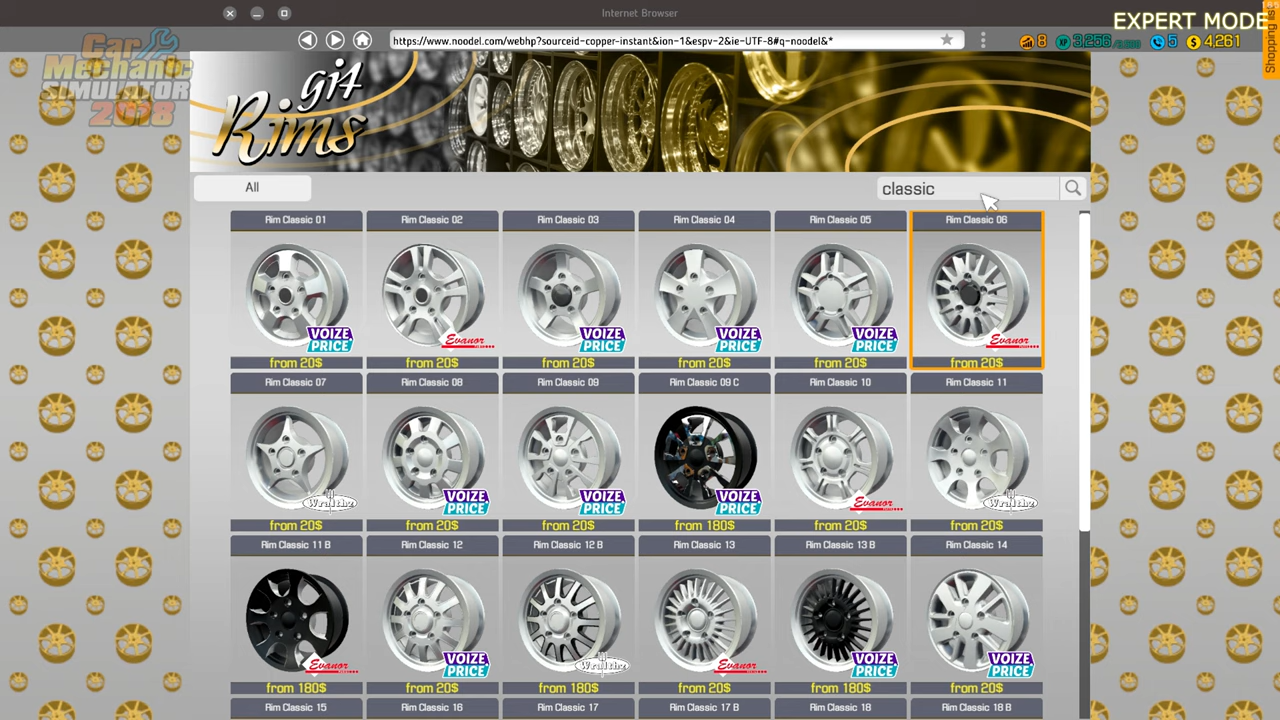 Internet Browser
EXPERT MODE
https://www.noodel.com/webhp?sourceid=copper-instant&ion-1&espv-2&ie-UTF-8#q-noodel&*
8
3,256
5
$ 4,261
Shopping list
Car
Mechanic
SIMULATOR
2018
gi4
Rims
All
classic
Rim Classic 01 Rim Classic 02 Rim Classic 03 Rim Classic 04 Rim Classic 05 Rim Classic 06
VOIZE PRICE Evanor VOIZE PRICE VOIZE PRICE VOIZE PRICE Evanor
from 20$ from 20$ from 20$ from 20$ from 20$ from 20$
Rim Classic 07 Rim Classic 08 Rim Classic 09 Rim Classic 09 C Rim Classic 10 Rim Classic 11
VOIZE PRICE VOIZE PRICE VOIZE PRICE Evanor
from 20$ from 20$ from 20$ from 180$ from 20$ from 20$
Rim Classic 11 B Rim Classic 12 Rim Classic 12 B Rim Classic 13 Rim Classic 13 B Rim Classic 14
Evanor VOIZE PRICE Evanor VOIZE PRICE VOIZE PRICE
from 180$ from 20$ from 180$ from 20$ from 180$ from 20$
Rim Classic 15 Rim Classic 16 Rim Classic 17 Rim Classic 17 B Rim Classic 18 Rim Classic 18 B